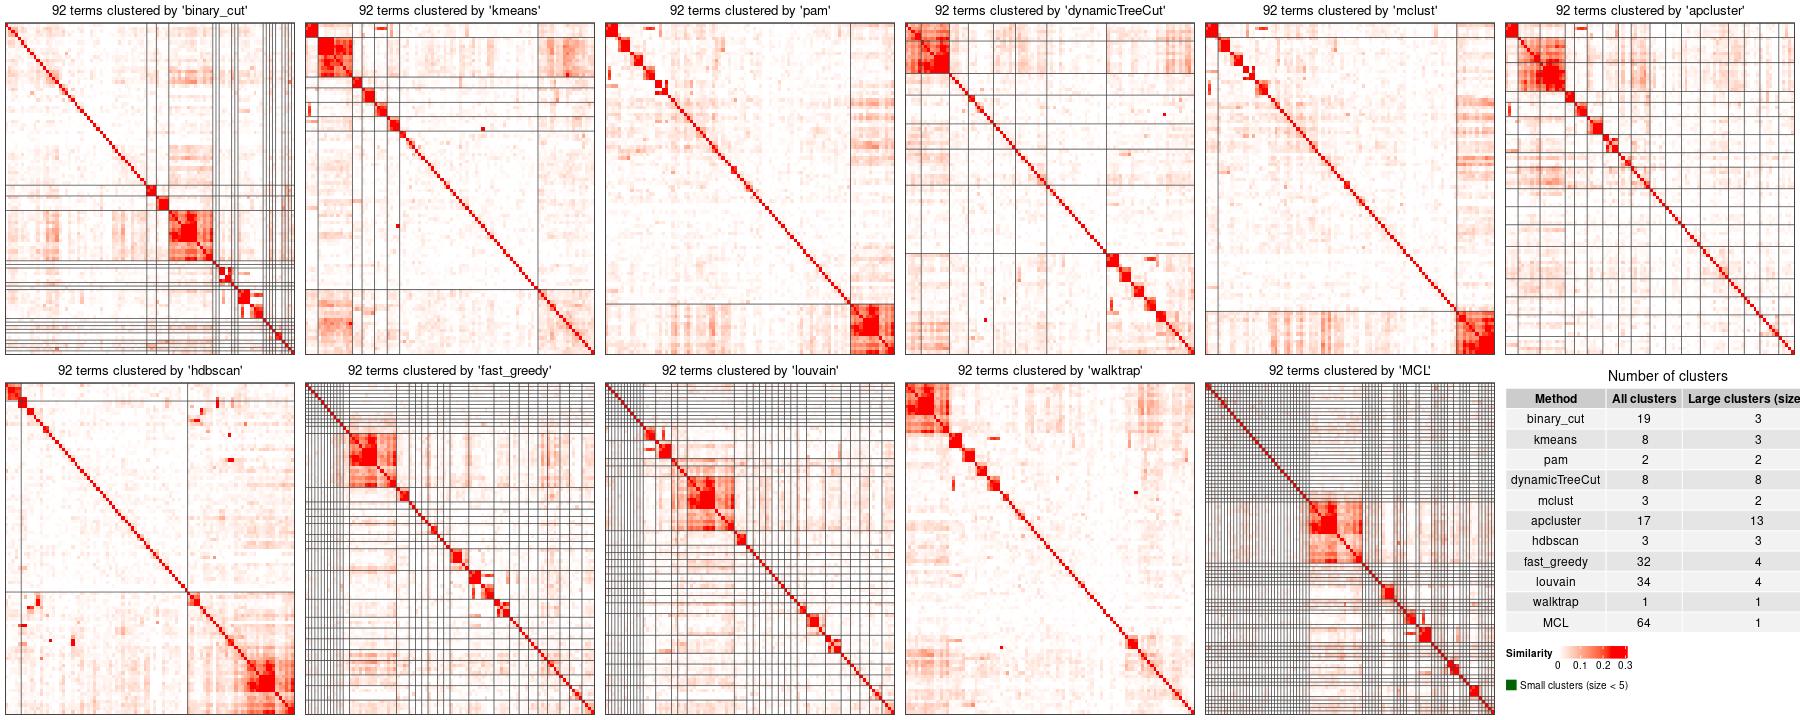 92 terms clustered by 'binary_cut'
92 terms clustered by 'kmeans'
92 terms clustered by 'pam'
92 terms clustered by 'dynamicTreeCut'
92 terms clustered by 'mclust'
92 terms clustered by 'apcluster'
92 terms clustered by 'hdbscan'
92 terms clustered by 'fast_greedy'
92 terms clustered by 'louvain'
92 terms clustered by 'walktrap'
92 terms clustered by 'MCL'
Number of clusters
Method All clusters Large clusters (size
binary_cut 19 3
kmeans 8 3
pam 2 2
dynamicTreeCut 8 8
mclust 3 2
apcluster 17 13
hdbscan 3 3
fast_greedy 32 4
louvain 34 4
walktrap 1 1
MCL 64 1
Similarity
0 0.1 0.2 0.3
Small clusters (size < 5)